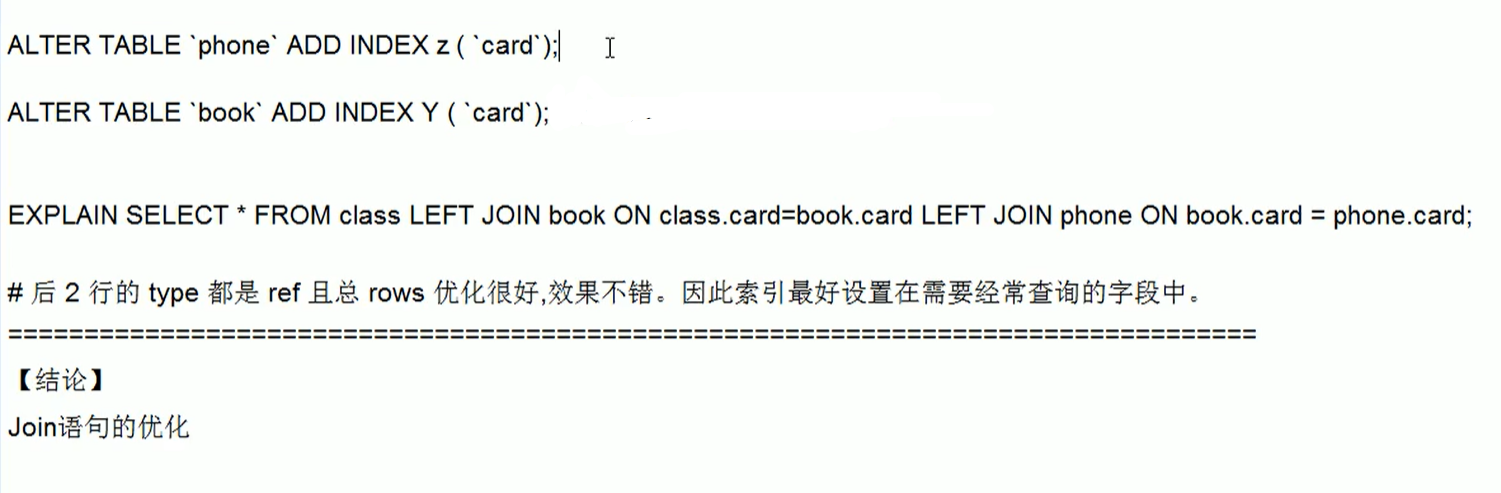 ALTER TABLE `phone` ADD INDEX z ( `card`);
ALTER TABLE `book` ADD INDEX Y ( `card`);
EXPLAIN SELECT * FROM class LEFT JOIN book ON class.card=book.card LEFT JOIN phone ON book.card = phone.card;
# 后 2 行的 type 都是 ref 且总 rows 优化很好,效果不错。因此索引最好设置在需要经常查询的字段中。
==================================================================================
【结论】
Join语句的优化